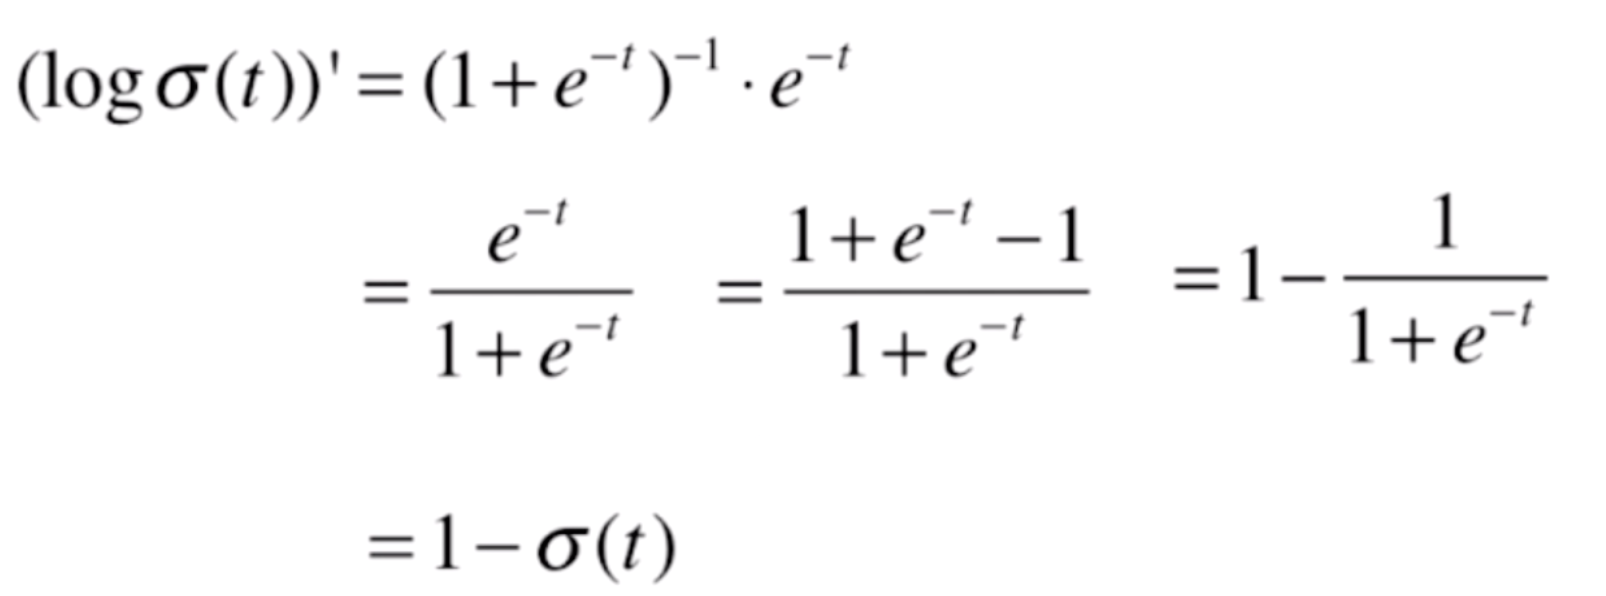 (log σ(t))' = (1 + e⁻ᵗ)⁻¹ · e⁻ᵗ
= e⁻ᵗ / (1 + e⁻ᵗ) = (1 + e⁻ᵗ − 1) / (1 + e⁻ᵗ) = 1 − 1 / (1 + e⁻ᵗ)
= 1 − σ(t)